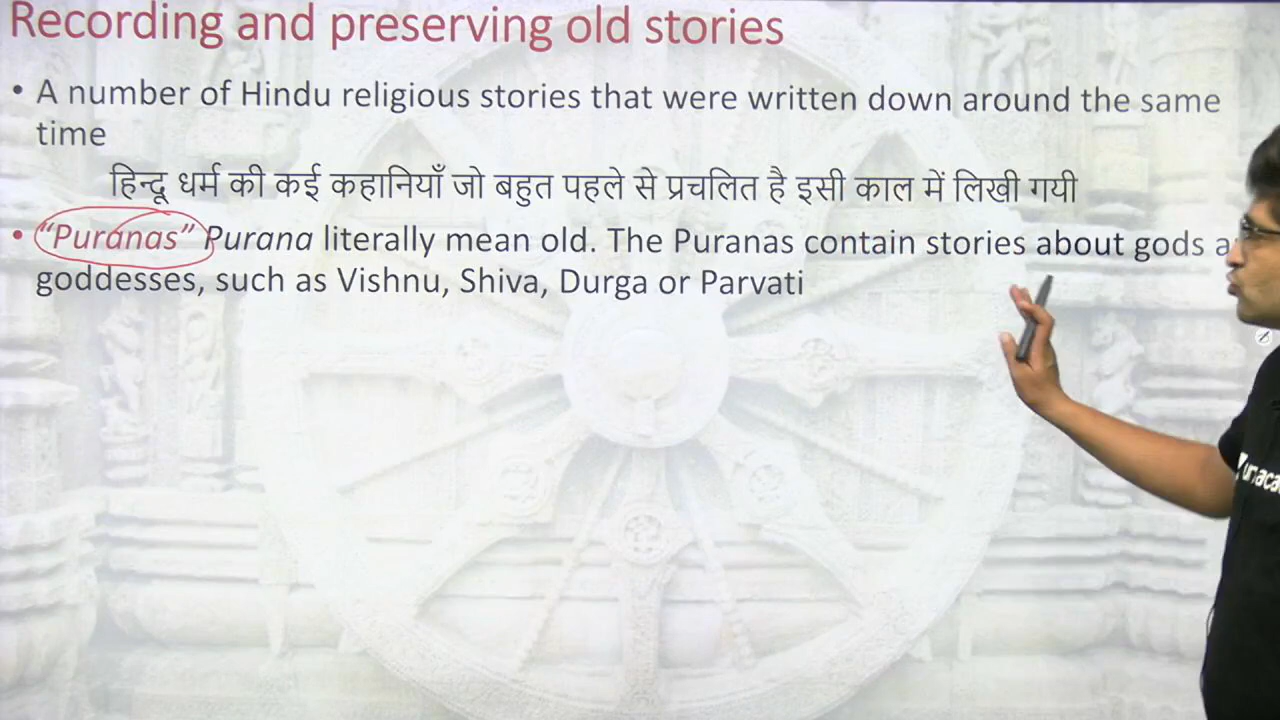 Recording and preserving old stories
• A number of Hindu religious stories that were written down around the same
time
हिन्दू धर्म की कई कहानियाँ जो बहुत पहले से प्रचलित है इसी काल में लिखी गयी
• “Puranas” Purana literally mean old. The Puranas contain stories about gods a
goddesses, such as Vishnu, Shiva, Durga or Parvati